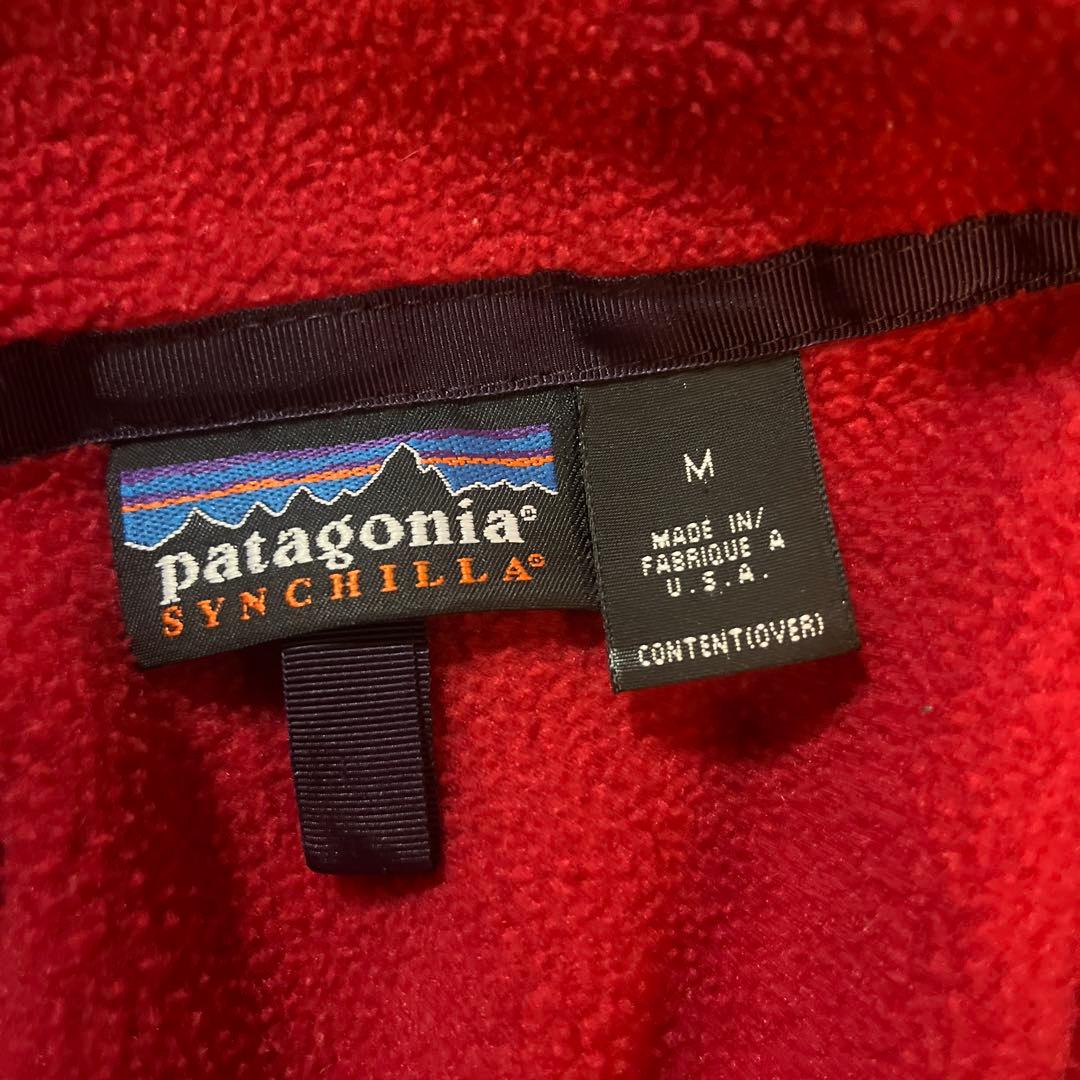 patagonia®
SYNCHILLA®
M
MADE IN/
FABRIQUE A
U.S.A.
CONTENT(OVER)